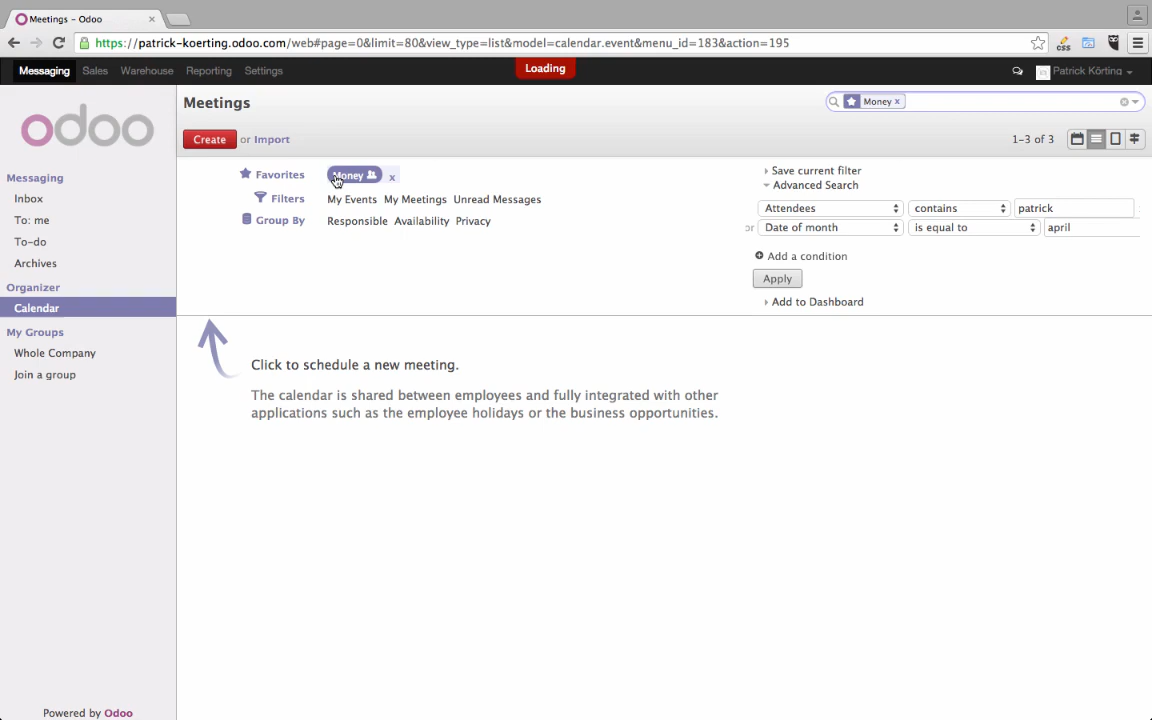 Meetings - Odoo
https://patrick-koerting.odoo.com/web#page=0&limit=80&view_type=list&model=calendar.event&menu_id=183&action=195
css
Messaging Sales Warehouse Reporting Settings
Loading
Patrick Körting
odoo
Meetings
Money x
Create or Import
1-3 of 3
Messaging
Inbox
To: me
To-do
Archives
Organizer
Calendar
My Groups
Whole Company
Join a group
Favorites Money x
Filters My Events My Meetings Unread Messages
Group By Responsible Availability Privacy
Save current filter
Advanced Search
Attendees contains patrick
or Date of month is equal to april
Add a condition
Apply
Add to Dashboard
Click to schedule a new meeting.
The calendar is shared between employees and fully integrated with other
applications such as the employee holidays or the business opportunities.
Powered by Odoo